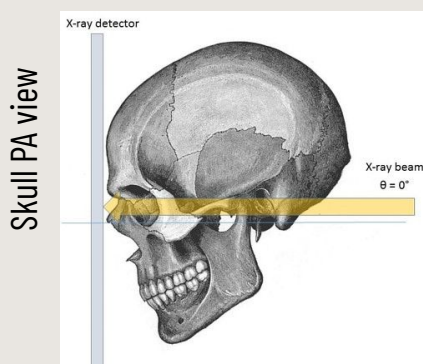 Skull PA view
X-ray detector
X-ray beam
θ = 0°